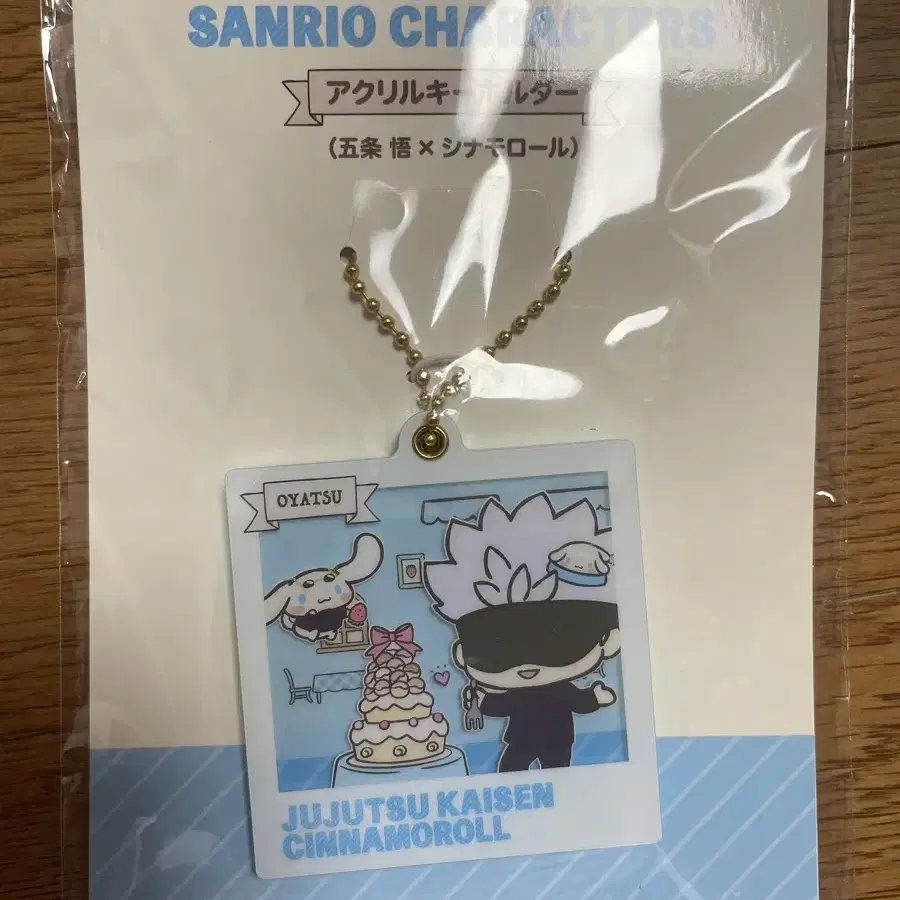 SANRIO CHARACTERS
アクリルキーホルダー
（五条 悟 × シナモロール）
OYATSU
JUJUTSU KAISEN
CINNAMOROLL